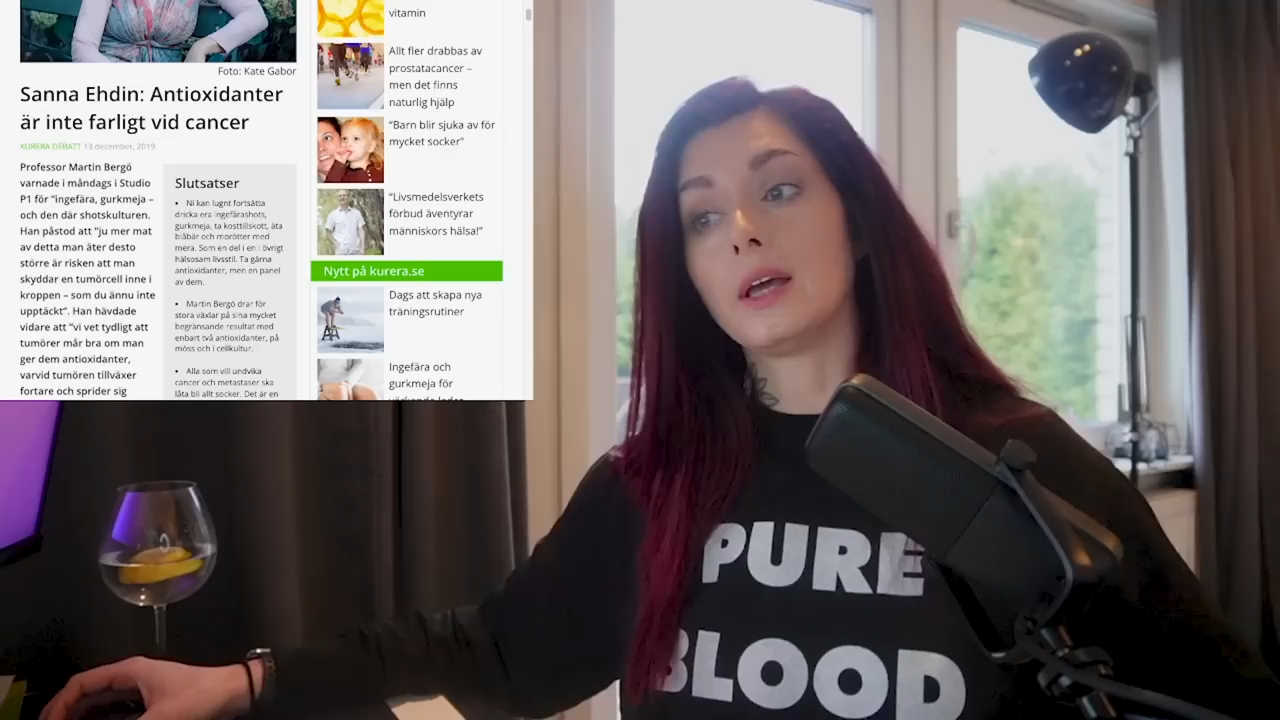 Foto: Kate Gabor
Sanna Ehdin: Antioxidanter
är inte farligt vid cancer
KURERA DEBATT 13 december, 2019
Professor Martin Bergö
varnade i måndags i Studio
P1 för ”ingefära, gurkmeja –
och den där shotskulturen.
Han påstod att ”ju mer mat
av detta man äter desto
större är risken att man
skyddar en tumörcell inne i
kroppen – som du ännu inte
upptäckt”. Han hävdade
vidare att ”vi vet tydligt att
tumörer mår bra om man
ger dem antioxidanter,
varvid tumören tillväxer
fortare och sprider sig
Slutsatser
• Ni kan lugnt fortsätta
dricka era ingefärashots,
gurkmeja, ta kosttillskott, äta
blåbär och morötter med
mera. Som en del i en i övrigt
hälsosam livsstil. Ta gärna
antioxidanter, men en panel
av dem.
• Martin Bergö drar för
stora växlar på sina mycket
begränsande resultat med
enbart två antioxidanter, på
möss och i cellkultur.
• Alla som vill undvika
cancer och metastaser ska
låta bli allt socker. Det är en
vitamin
Allt fler drabbas av
prostatacancer –
men det finns
naturlig hjälp
”Barn blir sjuka av för
mycket socker”
”Livsmedelsverkets
förbud äventyrar
människors hälsa!”
Nytt på kurera.se
Dags att skapa nya
träningsrutiner
Ingefära och
gurkmeja för
PURE
BLOOD